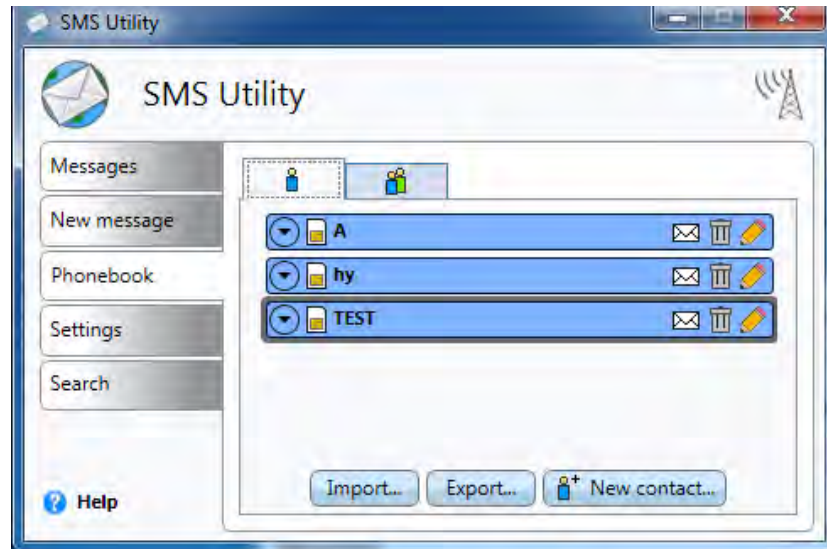 SMS Utility
SMS Utility
Messages
New message
Phonebook
Settings
Search
A
hy
TEST
Import...
Export...
New contact...
Help